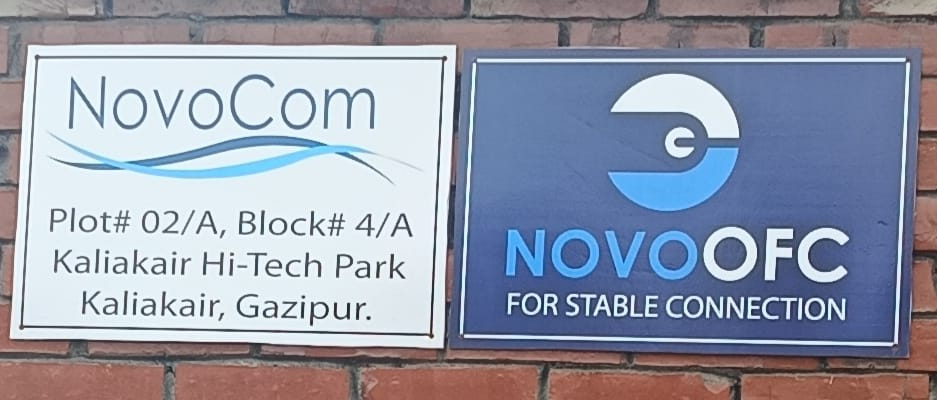 NovoCom
Plot# 02/A, Block# 4/A
Kaliakair Hi-Tech Park
Kaliakair, Gazipur.
NOVOOFC
FOR STABLE CONNECTION